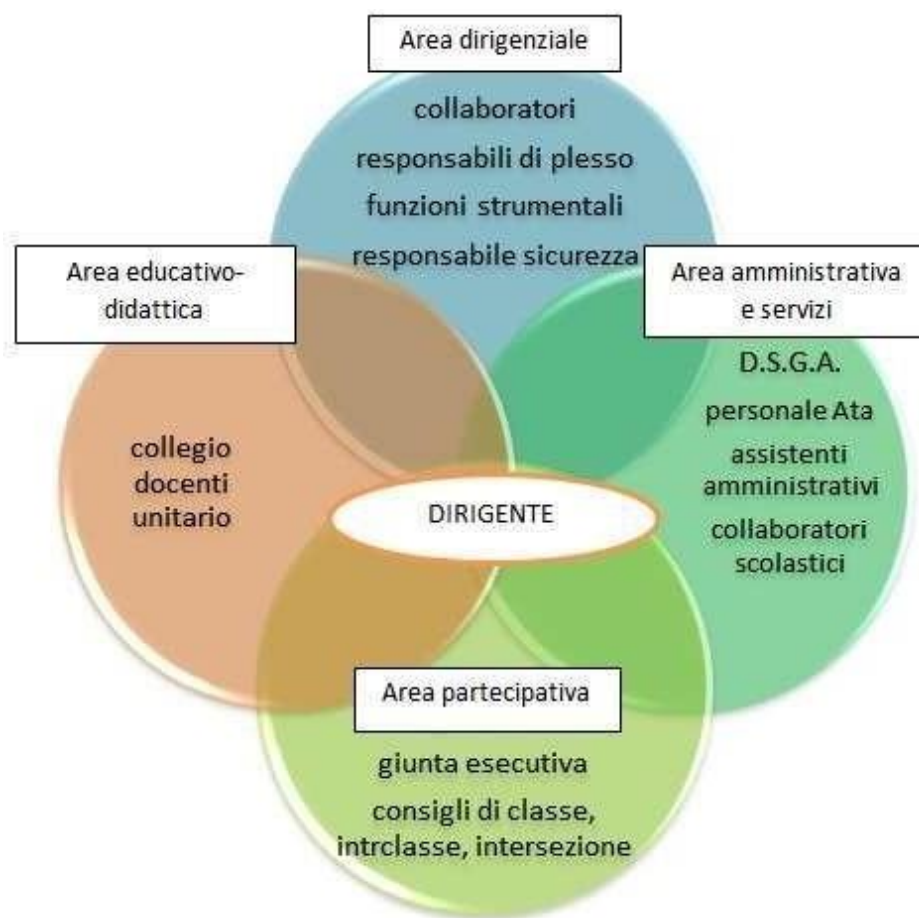 Area dirigenziale
collaboratori
responsabili di plesso
funzioni strumentali
responsabile sicurezza
Area educativo-
didattica
collegio
docenti
unitario
Area amministrativa
e servizi
D.S.G.A.
personale Ata
assistenti
amministrativi
collaboratori
scolastici
DIRIGENTE
Area partecipativa
giunta esecutiva
consigli di classe,
intrclasse, intersezione